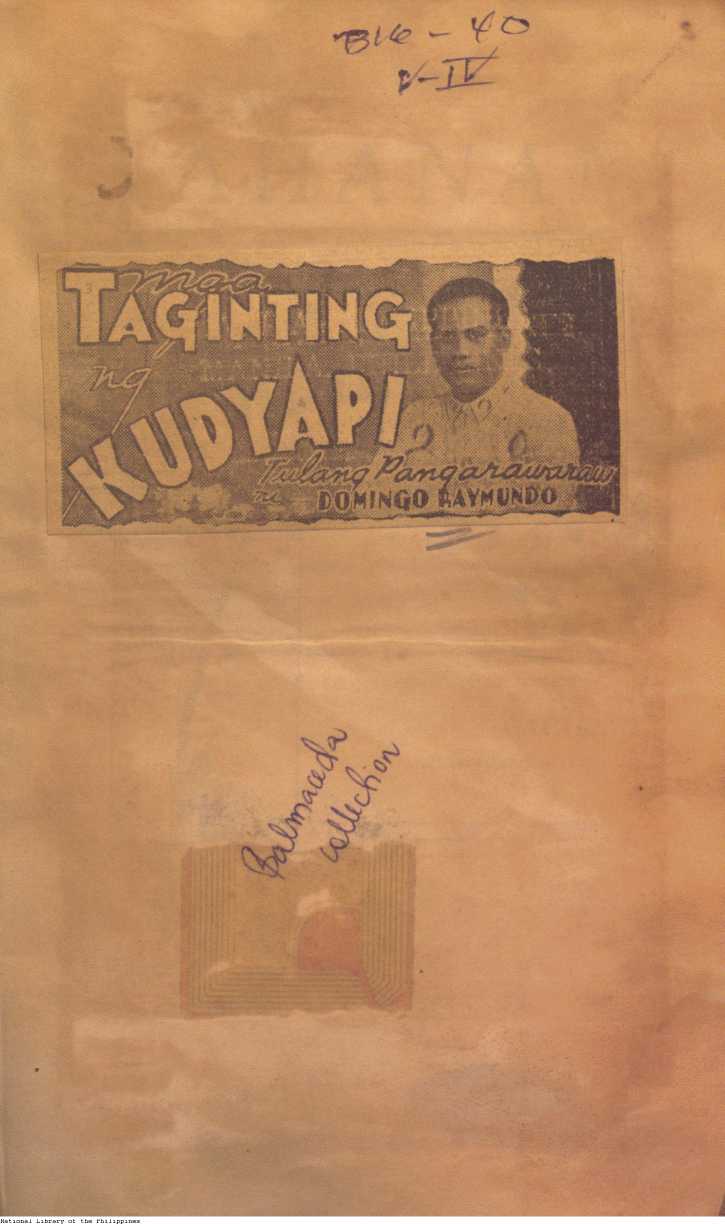 B16 - 40
V-IV
mga
TAGINTING
ng
KUDYAPI
Tulang Pangarawaraw
ni DOMINGO RAYMUNDO
Balmaceda
collection
National Library of the Philippines